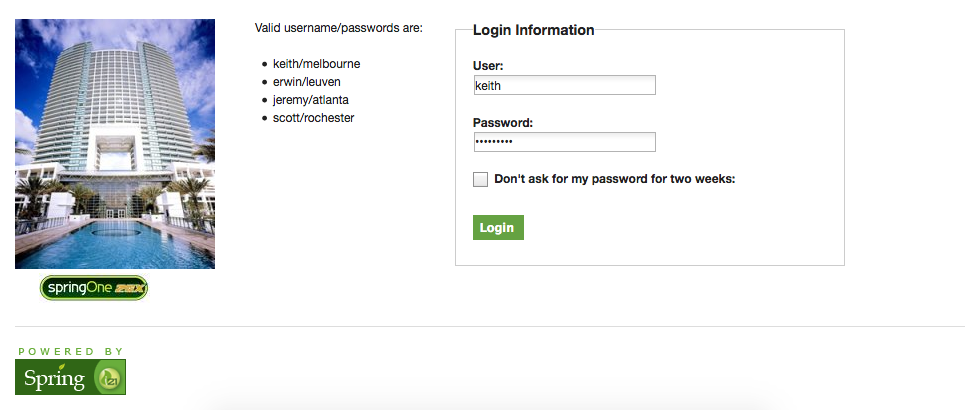 Valid username/passwords are:
keith/melbourne
erwin/leuven
jeremy/atlanta
scott/rochester
Login Information
User:
keith
Password:
•••••••••
Don't ask for my password for two weeks:
Login
springOne 2GX
POWERED BY
Spring